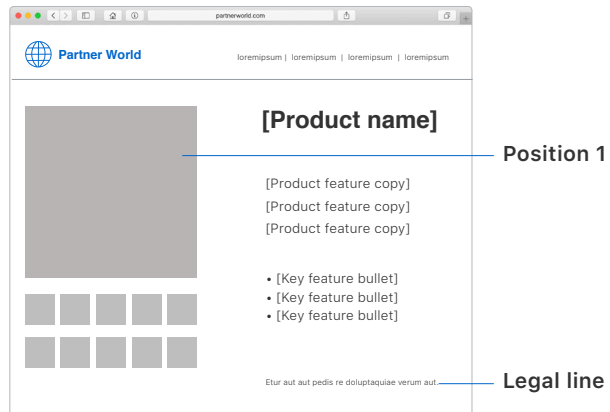 partnerworld.com
Partner World
loremipsum | loremipsum | loremipsum | loremipsum
[Product name]
Position 1
[Product feature copy]
[Product feature copy]
[Product feature copy]
• [Key feature bullet]
• [Key feature bullet]
• [Key feature bullet]
Etur aut aut pedis re doluptaquiae verum aut.
Legal line